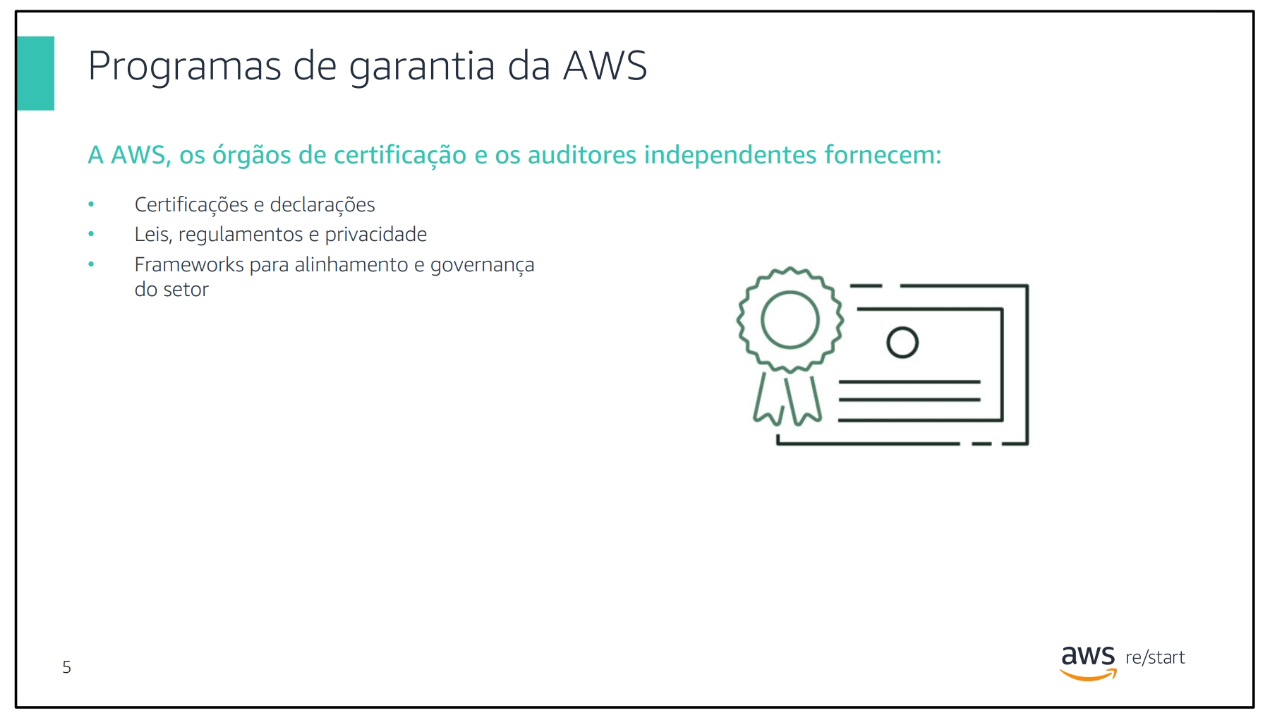 Programas de garantia da AWS
A AWS, os órgãos de certificação e os auditores independentes fornecem:
• Certificações e declarações
• Leis, regulamentos e privacidade
• Frameworks para alinhamento e governança
do setor
5
aws re/start